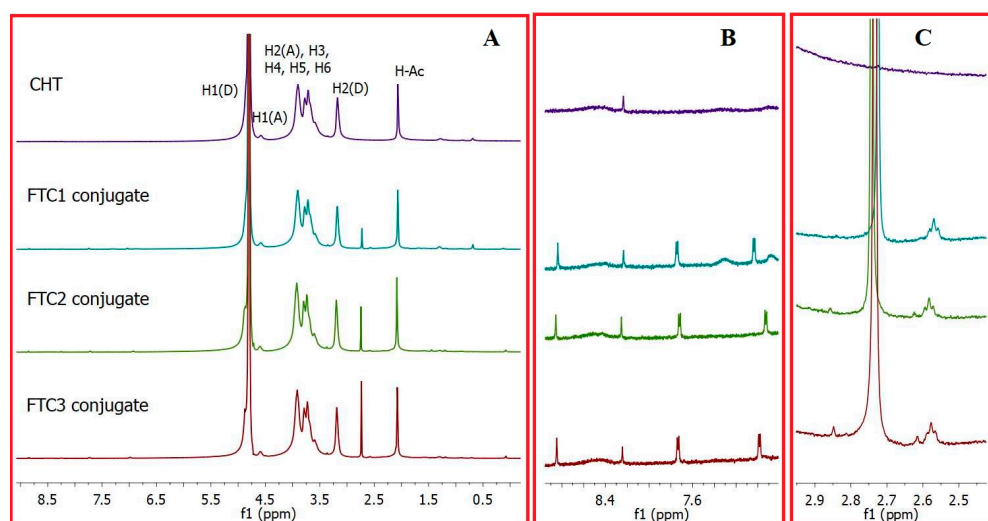 A
B
C
CHT
H1(D)
H1(A)
H2(A), H3,
H4, H5, H6
H2(D)
H-Ac
FTC1 conjugate
FTC2 conjugate
FTC3 conjugate
9.5 8.5 7.5 6.5 5.5 4.5 3.5 2.5 1.5 0.5
f1 (ppm)
8.4 7.6
f1 (ppm)
2.9 2.8 2.7 2.6 2.5
f1 (ppm)